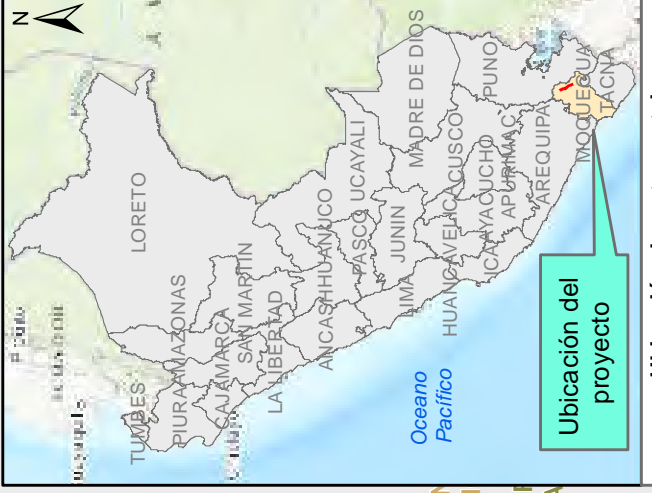 N
LORETO
TUMBES
PIURA
AMAZONAS
CAJAMARCA
SAN MARTIN
LA LIBERTAD
ANCASH
HUANUCO
PASCO
UCAYALI
JUNIN
LIMA
MADRE DE DIOS
HUANCAVELICA
CUSCO
ICA
AYACUCHO
APURIMAC
PUNO
AREQUIPA
MOQUEGUA
TACNA
Oceano
Pacífico
Ubicación del
proyecto